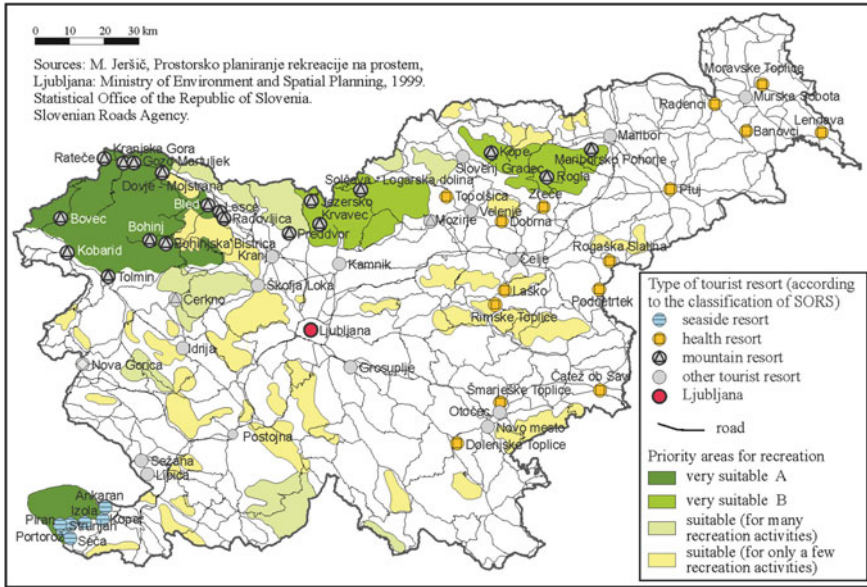 0 10 20 30 km
Sources: M. Jeršič, Prostorsko planiranje rekreacije na prostem,
Ljubljana: Ministry of Environment and Spatial Planning, 1999.
Statistical Office of the Republic of Slovenia.
Slovenian Roads Agency.
Moravske Toplice
Radenci
Murska Sobota
Lendava
Banovci
Maribor
Kope
Mariborsko Pohorje
Slovenj Gradec
Rogla
Zreče
Ptuj
Kranjska Gora
Rateče
Gozd Martuljek
Dovje - Mojstrana
Solčava - Logarska dolina
Topolšica
Bled
Lesce
Radovljica
Jezersko
Krvavec
Velenje
Mozirje
Dobrna
Bovec
Bohinj
Bohinjska Bistrica
Preddvor
Rogaška Slatina
Kobarid
Kranj
Kamnik
Celje
Tolmin
Škofja Loka
Cerkno
Laško
Podčetrtek
Rimske Toplice
Ljubljana
Idrija
Nova Gorica
Grosuplje
Čatež ob Savi
Šmarješke Toplice
Otočec
Novo mesto
Postojna
Dolenjske Toplice
Sežana
Lipica
Ankaran
Izola
Piran
Strunjan
Koper
Portorož
Seča
Type of tourist resort (according
to the classification of SORS)
seaside resort
health resort
mountain resort
other tourist resort
Ljubljana
road
Priority areas for recreation
very suitable A
very suitable B
suitable (for many
recreation activities)
suitable (for only a few
recreation activities)